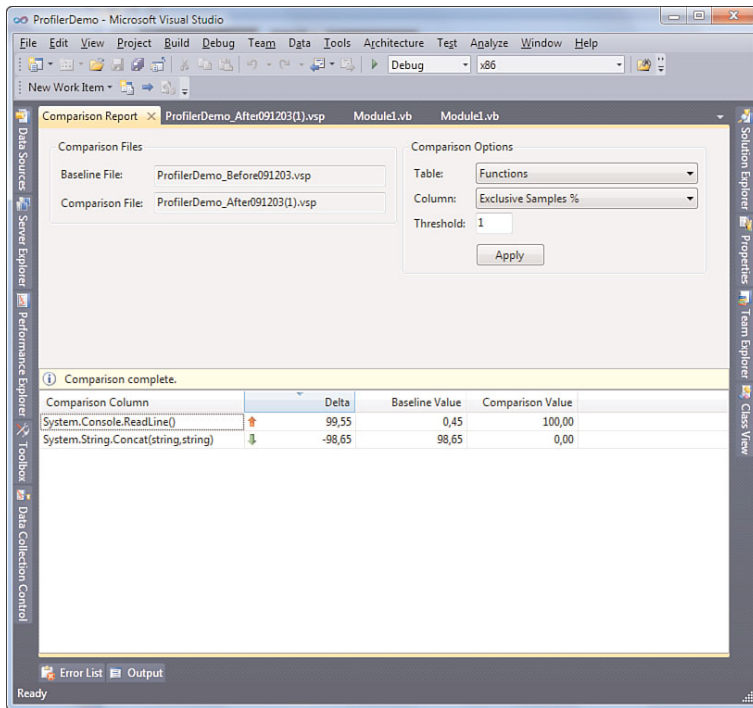 ProfilerDemo - Microsoft Visual Studio
File Edit View Project Build Debug Team Data Tools Architecture Test Analyze Window Help
Debug x86
New Work Item
Comparison Report ProfilerDemo_After091203(1).vsp Module1.vb Module1.vb
Data Sources
Server Explorer
Performance Explorer
Toolbox
Data Collection Control
Comparison Files
Baseline File: ProfilerDemo_Before091203.vsp
Comparison File: ProfilerDemo_After091203(1).vsp
Comparison Options
Table: Functions
Column: Exclusive Samples %
Threshold: 1
Apply
Comparison complete.
Comparison Column Delta Baseline Value Comparison Value
System.Console.ReadLine() 99,55 0,45 100,00
System.String.Concat(string,string) -98,65 98,65 0,00
Solution Explorer
Properties
Team Explorer
Class View
Error List Output
Ready